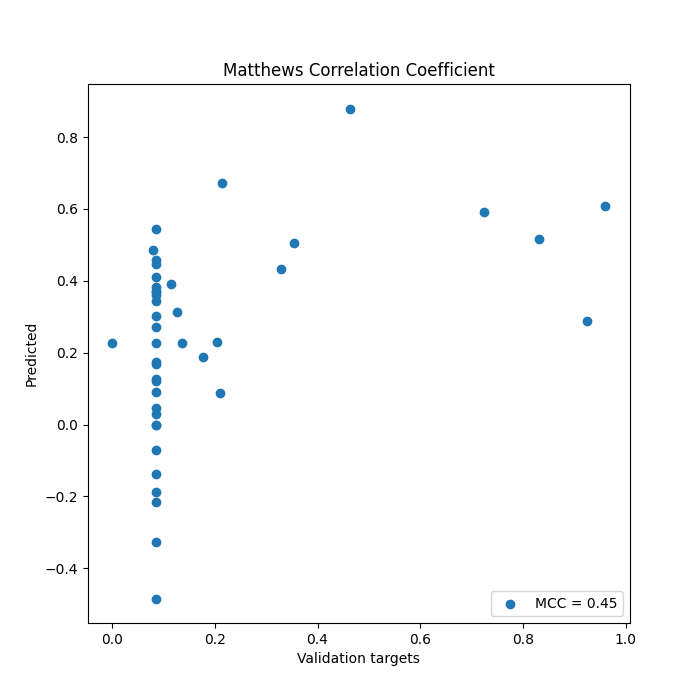 Matthews Correlation Coefficient
Predicted
0.8
0.6
0.4
0.2
0.0
−0.2
−0.4
MCC = 0.45
0.0 0.2 0.4 0.6 0.8 1.0
Validation targets